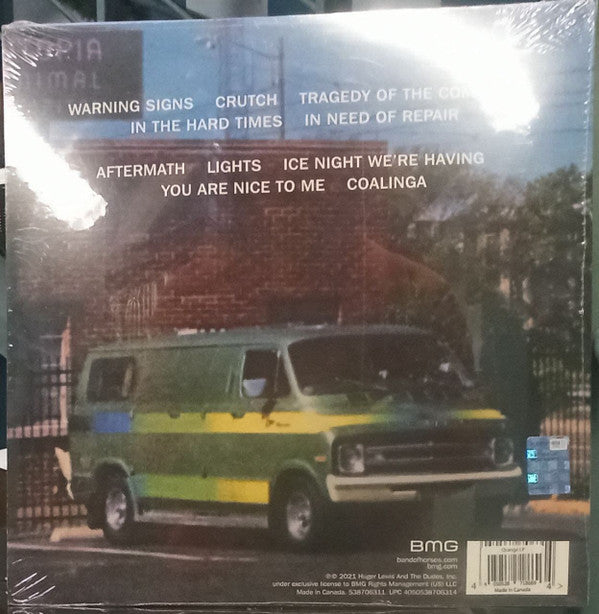 WARNING SIGNS CRUTCH TRAGEDY OF THE
IN THE HARD TIMES IN NEED OF REPAIR
AFTERMATH LIGHTS ICE NIGHT WE'RE HAVING
YOU ARE NICE TO ME COALINGA
BMG
bandofhorses.com
bmg.com
℗© 2021 Huger Lewis And The Dudes, Inc.
under exclusive license to BMG Rights Management (US) LLC
Made in Canada. 538706311 UPC 4050538706314
Orange LP
Made in Canada